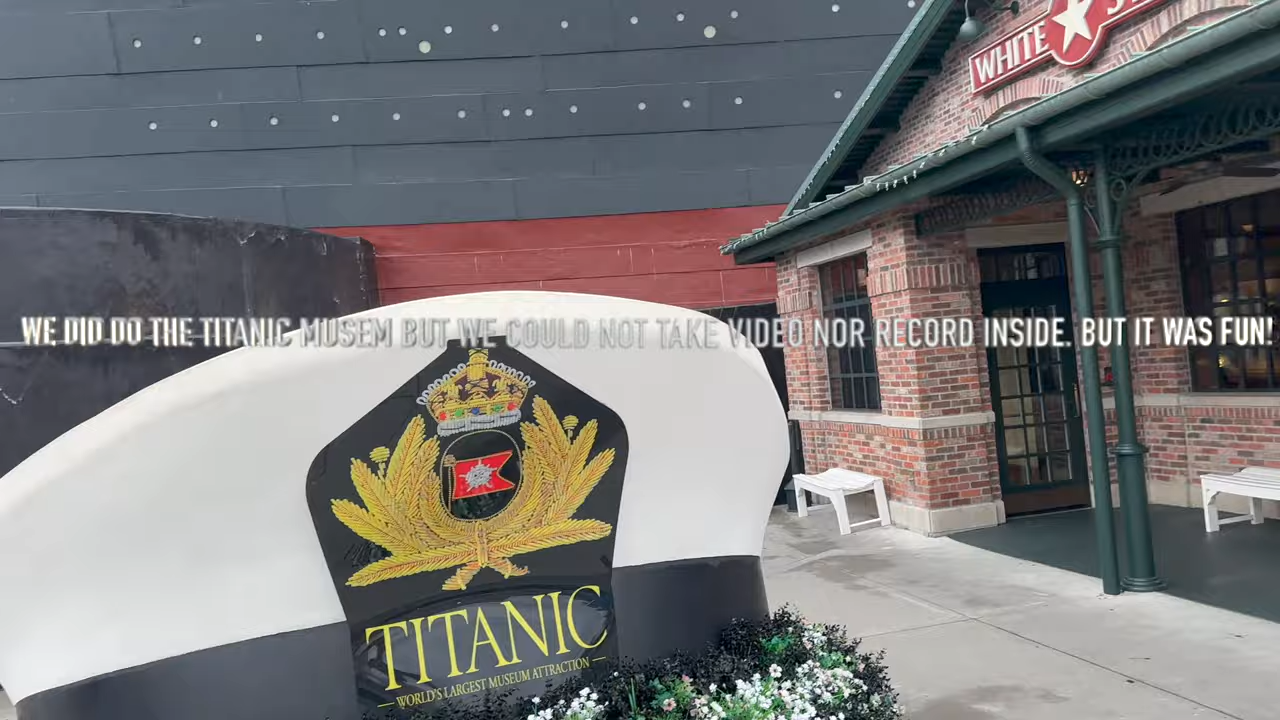 WHITE
WE DID DO THE TITANIC MUSEM BUT WE COULD NOT TAKE VIDEO NOR RECORD INSIDE. BUT IT WAS FUN!
TITANIC
WORLD'S LARGEST MUSEUM ATTRACTION